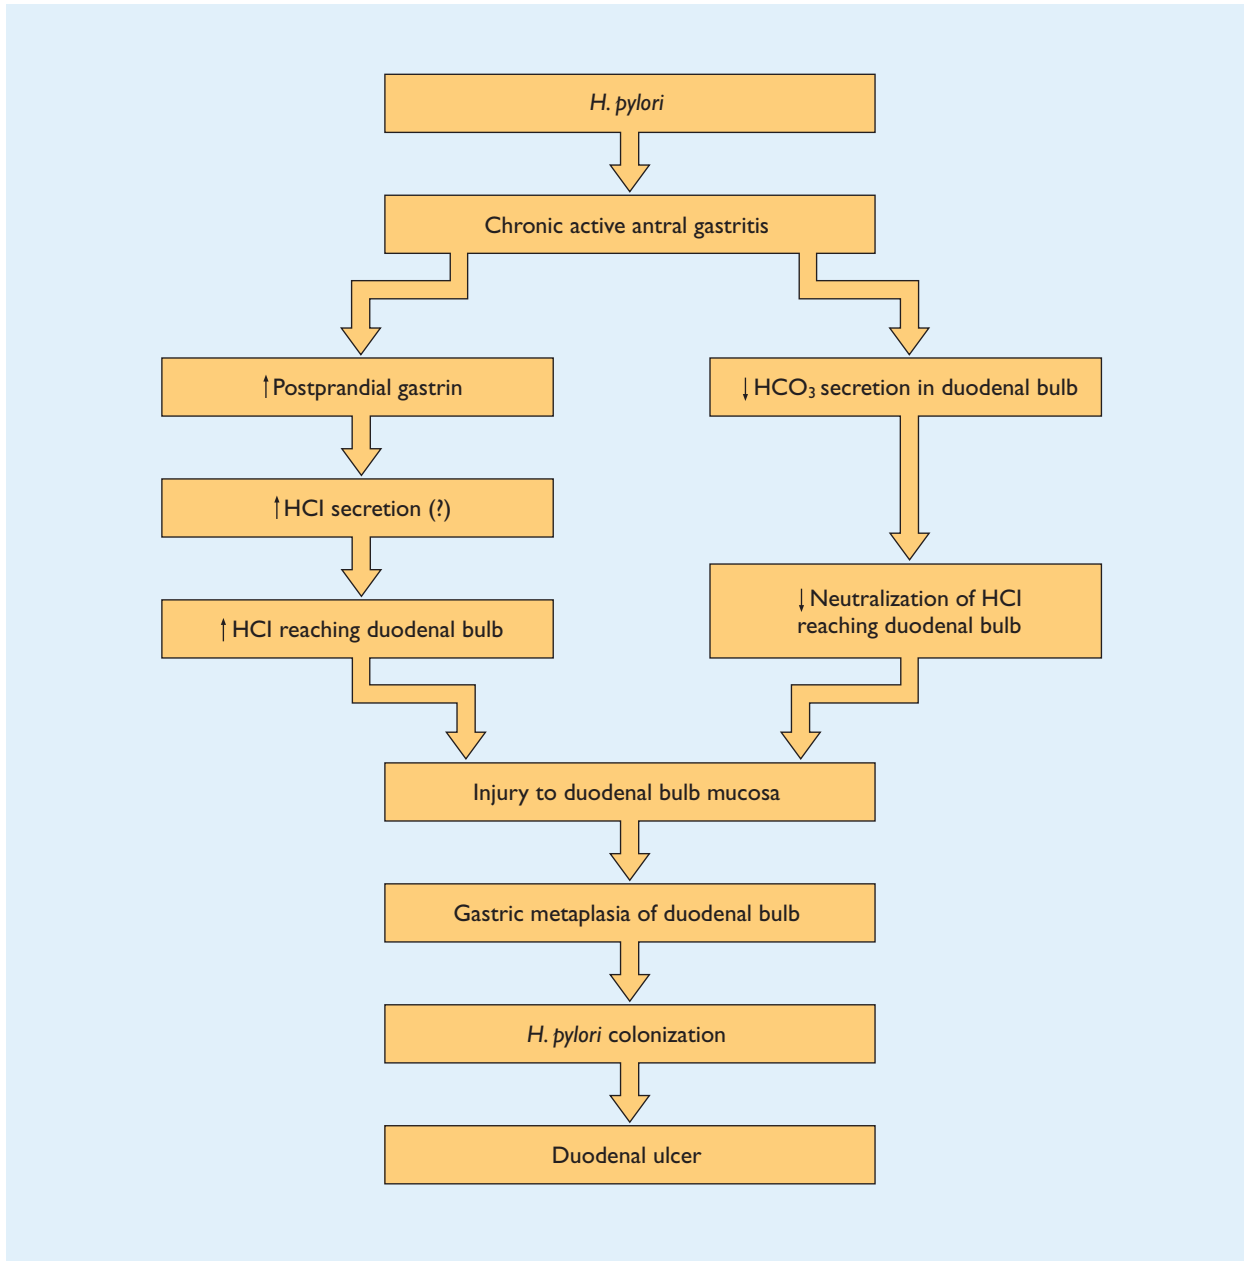 H. pylori
Chronic active antral gastritis
↑Postprandial gastrin
↓HCO₃ secretion in duodenal bulb
↑HCl secretion (?)
↑HCl reaching duodenal bulb
↓Neutralization of HCl
reaching duodenal bulb
Injury to duodenal bulb mucosa
Gastric metaplasia of duodenal bulb
H. pylori colonization
Duodenal ulcer